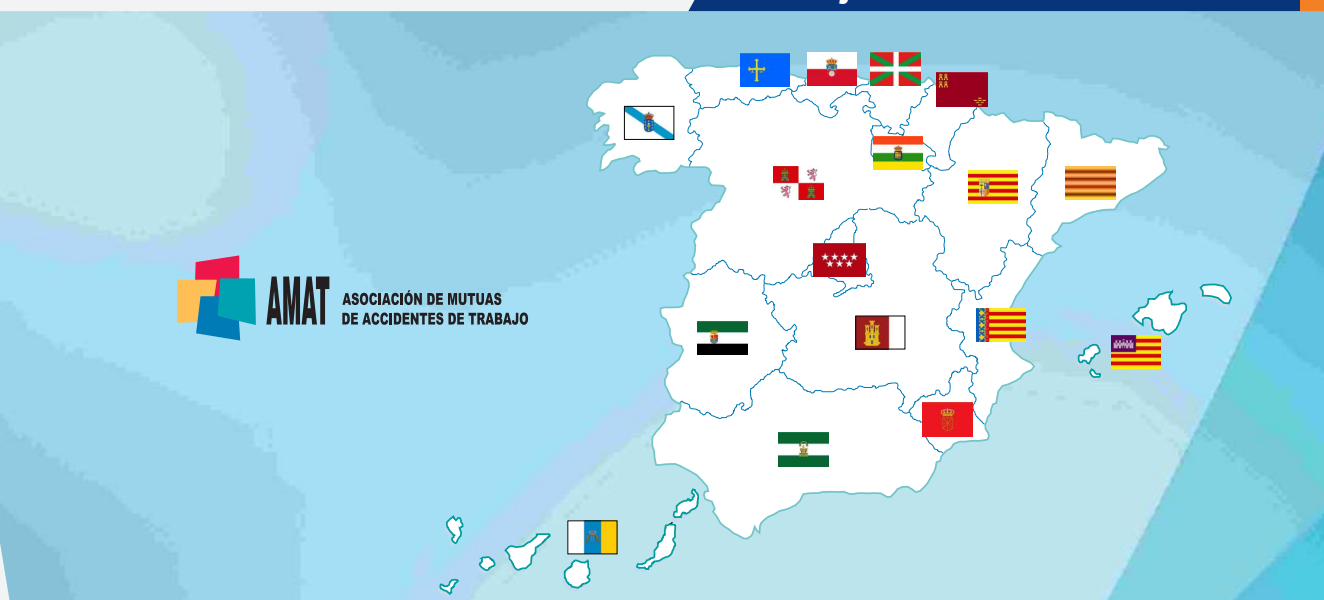 AMAT
ASOCIACIÓN DE MUTUAS
DE ACCIDENTES DE TRABAJO